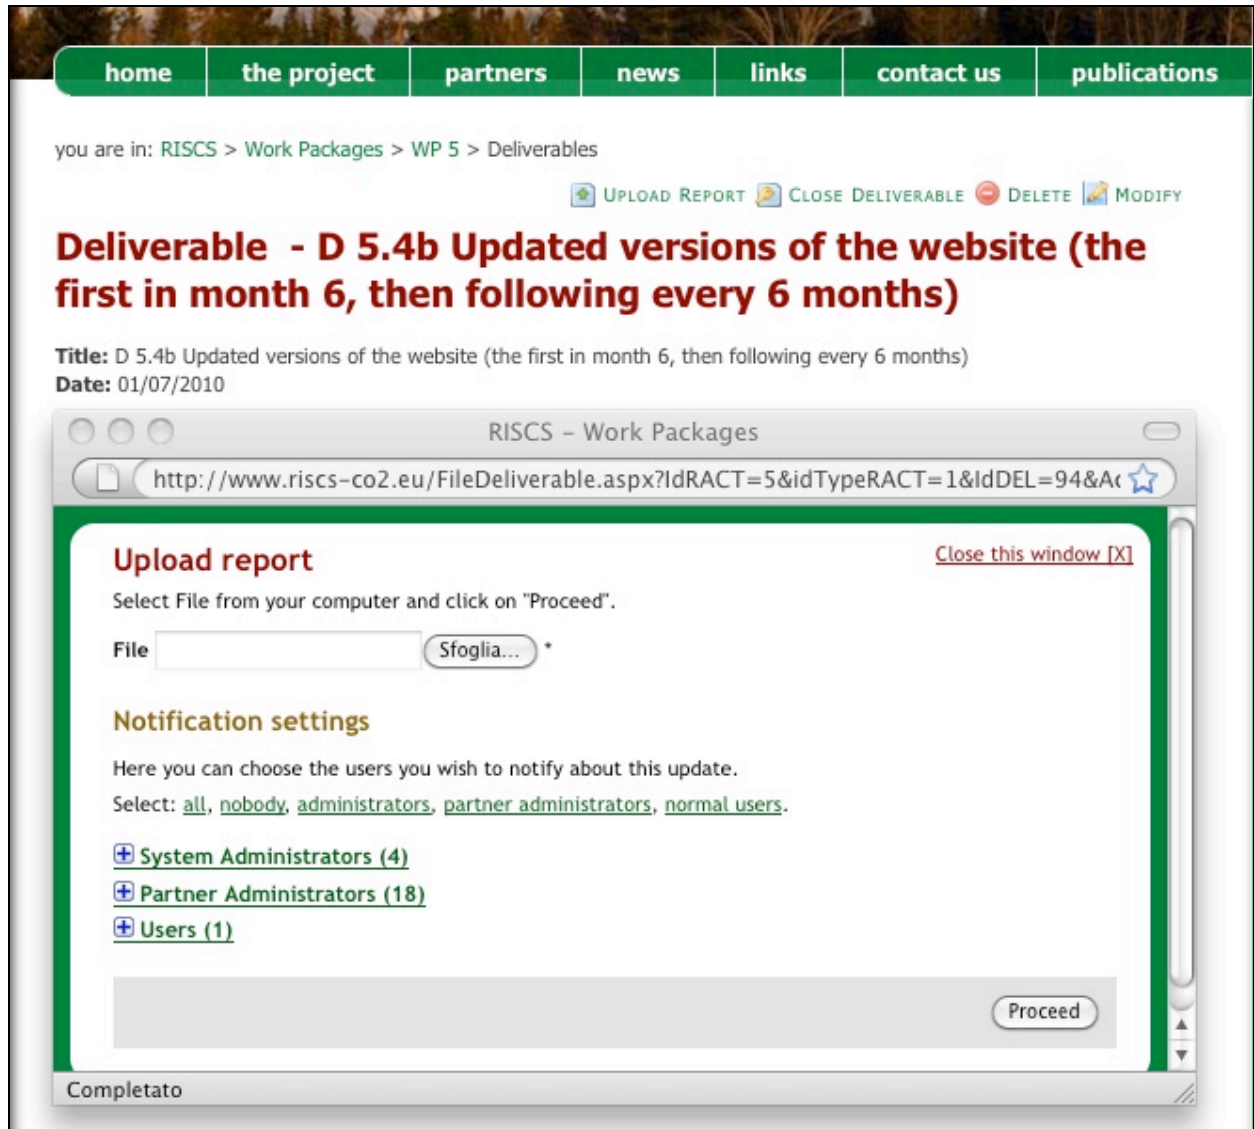 home the project partners news links contact us publications
you are in: RISCS > Work Packages > WP 5 > Deliverables
UPLOAD REPORT CLOSE DELIVERABLE DELETE MODIFY
Deliverable - D 5.4b Updated versions of the website (the
first in month 6, then following every 6 months)
Title: D 5.4b Updated versions of the website (the first in month 6, then following every 6 months)
Date: 01/07/2010
RISCS – Work Packages
http://www.riscs-co2.eu/FileDeliverable.aspx?IdRACT=5&idTypeRACT=1&IdDEL=94&Ac
Upload report
Close this window [X]
Select File from your computer and click on "Proceed".
File Sfoglia... *
Notification settings
Here you can choose the users you wish to notify about this update.
Select: all, nobody, administrators, partner administrators, normal users.
System Administrators (4)
Partner Administrators (18)
Users (1)
Proceed
Completato